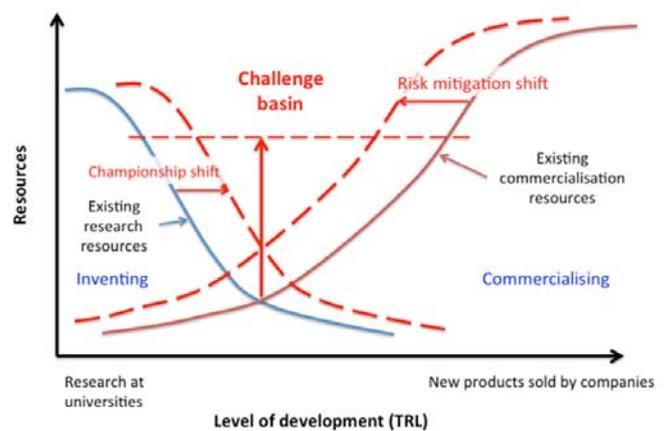 Challenge
basin
Risk mitigation shift
Championship shift
Existing
research
resources
Existing
commercialisation
resources
Inventing
Commercialising
Resources
Research at
universities
New products sold by companies
Level of development (TRL)